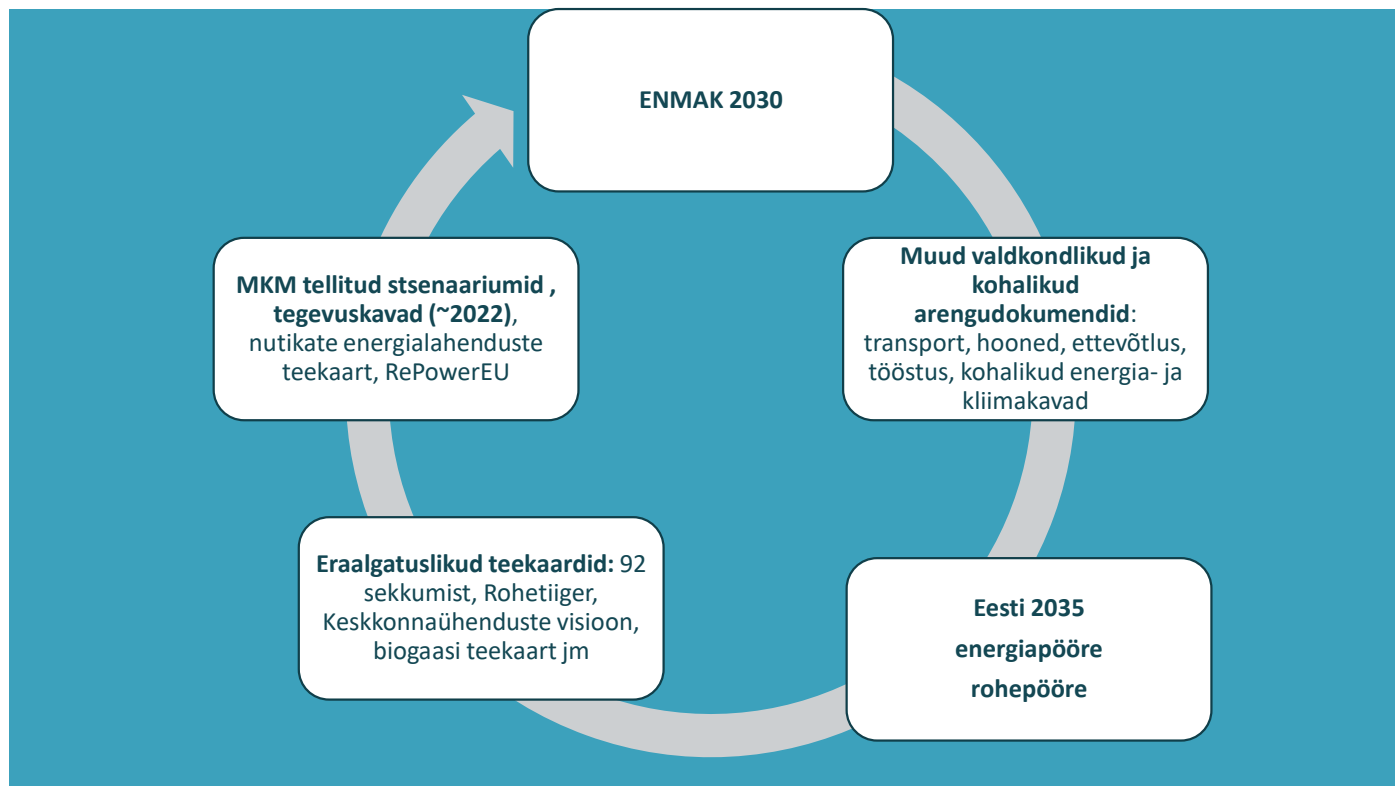 ENMAK 2030
Muud valdkondlikud ja
kohalikud
arengudokumendid:
transport, hooned, ettevõtlus,
tööstus, kohalikud energia- ja
kliimakavad
Eesti 2035
energiapööre
rohepööre
Eraalgatuslikud teekaardid: 92
sekkumist, Rohetiiger,
Keskkonnaühenduste visioon,
biogaasi teekaart jm
MKM tellitud stsenaariumid ,
tegevuskavad (~2022),
nutikate energialahenduste
teekaart, RePowerEU